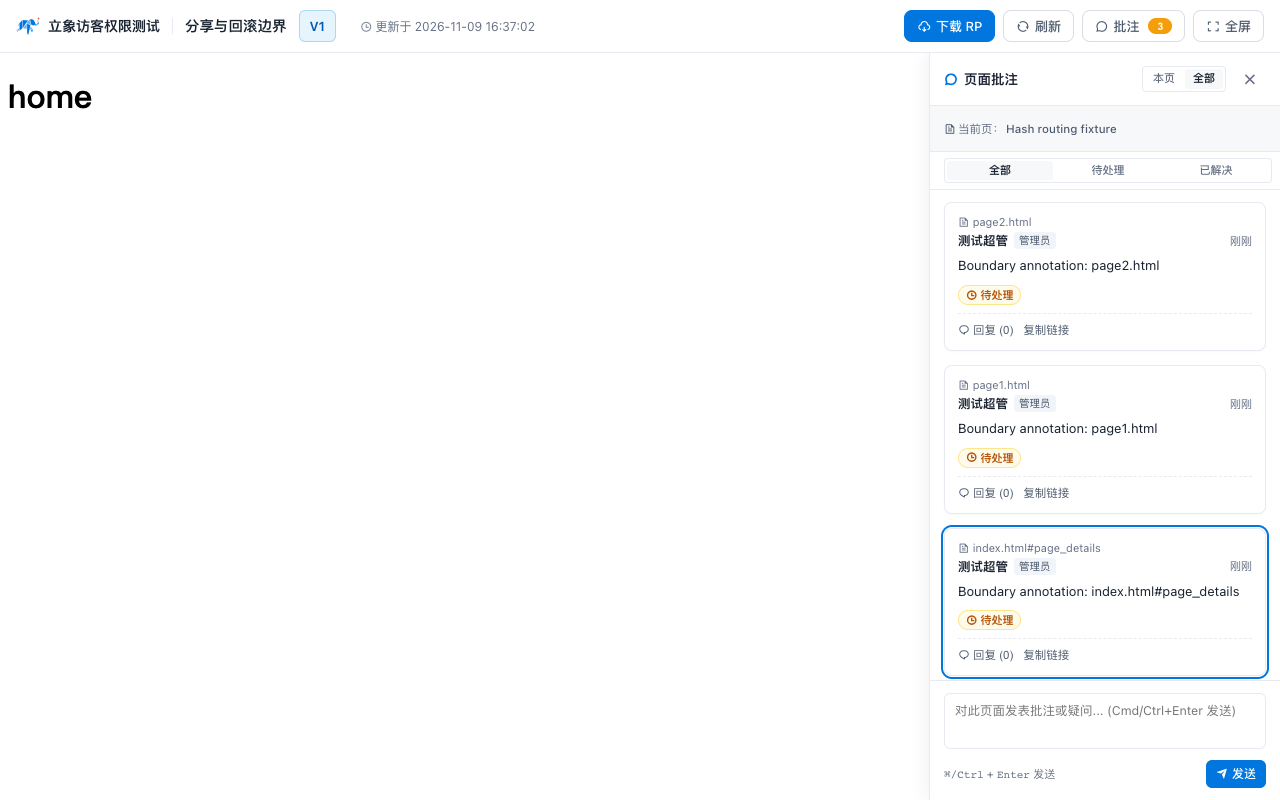 立象访客权限测试 分享与回滚边界 V1 更新于 2026-11-09 16:37:02 下载 RP 刷新 批注 3 全屏
home
页面批注 本页 全部
当前页: Hash routing fixture
全部 待处理 已解决
page2.html
测试超管 管理员 刚刚
Boundary annotation: page2.html
待处理
回复 (0) 复制链接
page1.html
测试超管 管理员 刚刚
Boundary annotation: page1.html
待处理
回复 (0) 复制链接
index.html#page_details
测试超管 管理员 刚刚
Boundary annotation: index.html#page_details
待处理
回复 (0) 复制链接
对此页面发表批注或疑问... (Cmd/Ctrl+Enter 发送)
⌘/Ctrl + Enter 发送 发送